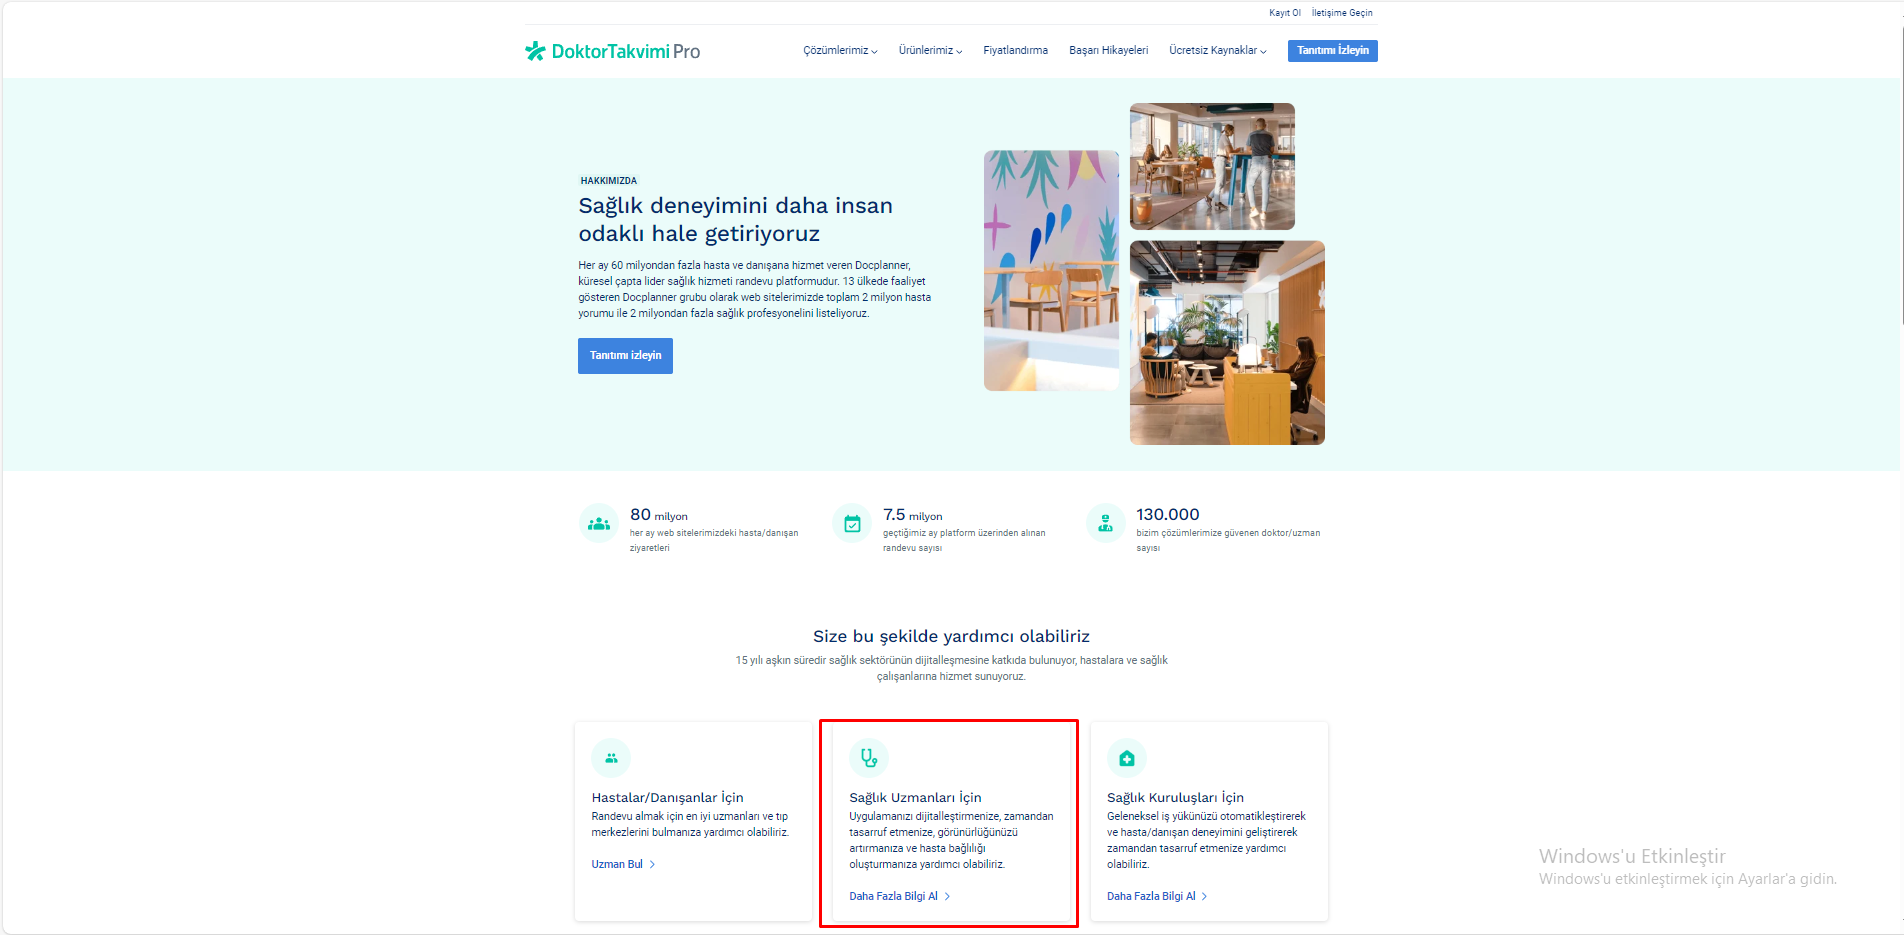 Kayıt Ol İletişime Geçin
DoktorTakvimi Pro
Çözümlerimiz Ürünlerimiz Fiyatlandırma Başarı Hikayeleri Ücretsiz Kaynaklar Tanıtımı İzleyin
HAKKIMIZDA
Sağlık deneyimini daha insan
odaklı hale getiriyoruz
Her ay 60 milyondan fazla hasta ve danışana hizmet veren Docplanner,
küresel çapta lider sağlık hizmeti randevu platformudur. 13 ülkede faaliyet
gösteren Docplanner grubu olarak web sitelerimizde toplam 2 milyon hasta
yorumu ile 2 milyondan fazla sağlık profesyonelini listeliyoruz.
Tanıtımı izleyin
80 milyon
her ay web sitelerimizdeki hasta/danışan
ziyaretleri
7.5 milyon
geçtiğimiz ay platform üzerinden alınan
randevu sayısı
130.000
bizim çözümlerimize güvenen doktor/uzman
sayısı
Size bu şekilde yardımcı olabiliriz
15 yılı aşkın süredir sağlık sektörünün dijitalleşmesine katkıda bulunuyor, hastalara ve sağlık
çalışanlarına hizmet sunuyoruz.
Hastalar/Danışanlar İçin
Randevu almak için en iyi uzmanları ve tıp
merkezlerini bulmanıza yardımcı olabiliriz.
Uzman Bul
Sağlık Uzmanları İçin
Uygulamanızı dijitalleştirmenize, zamandan
tasarruf etmenize, görünürlüğünüzü
artırmanıza ve hasta bağlılığı
oluşturmanıza yardımcı olabiliriz.
Daha Fazla Bilgi Al
Sağlık Kuruluşları İçin
Geleneksel iş yükünüzü otomatikleştirerek
ve hasta/danışan deneyimini geliştirerek
zamandan tasarruf etmenize yardımcı
olabiliriz.
Daha Fazla Bilgi Al
Windows'u Etkinleştir
Windows'u etkinleştirmek için Ayarlar'a gidin.